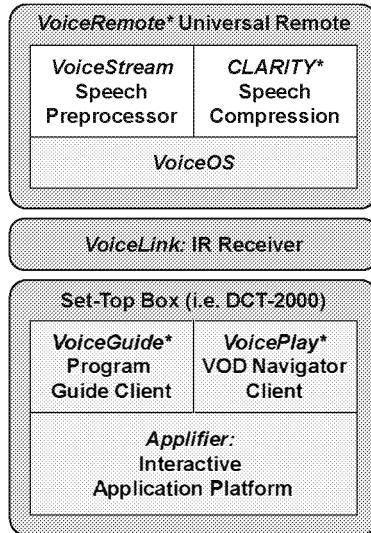 VoiceRemote* Universal Remote
VoiceStream
Speech
Preprocessor
CLARITY*
Speech
Compression
VoiceOS
VoiceLink: IR Receiver
Set-Top Box (i.e. DCT-2000)
VoiceGuide*
Program
Guide Client
VoicePlay*
VOD Navigator
Client
Applifier:
Interactive
Application Platform